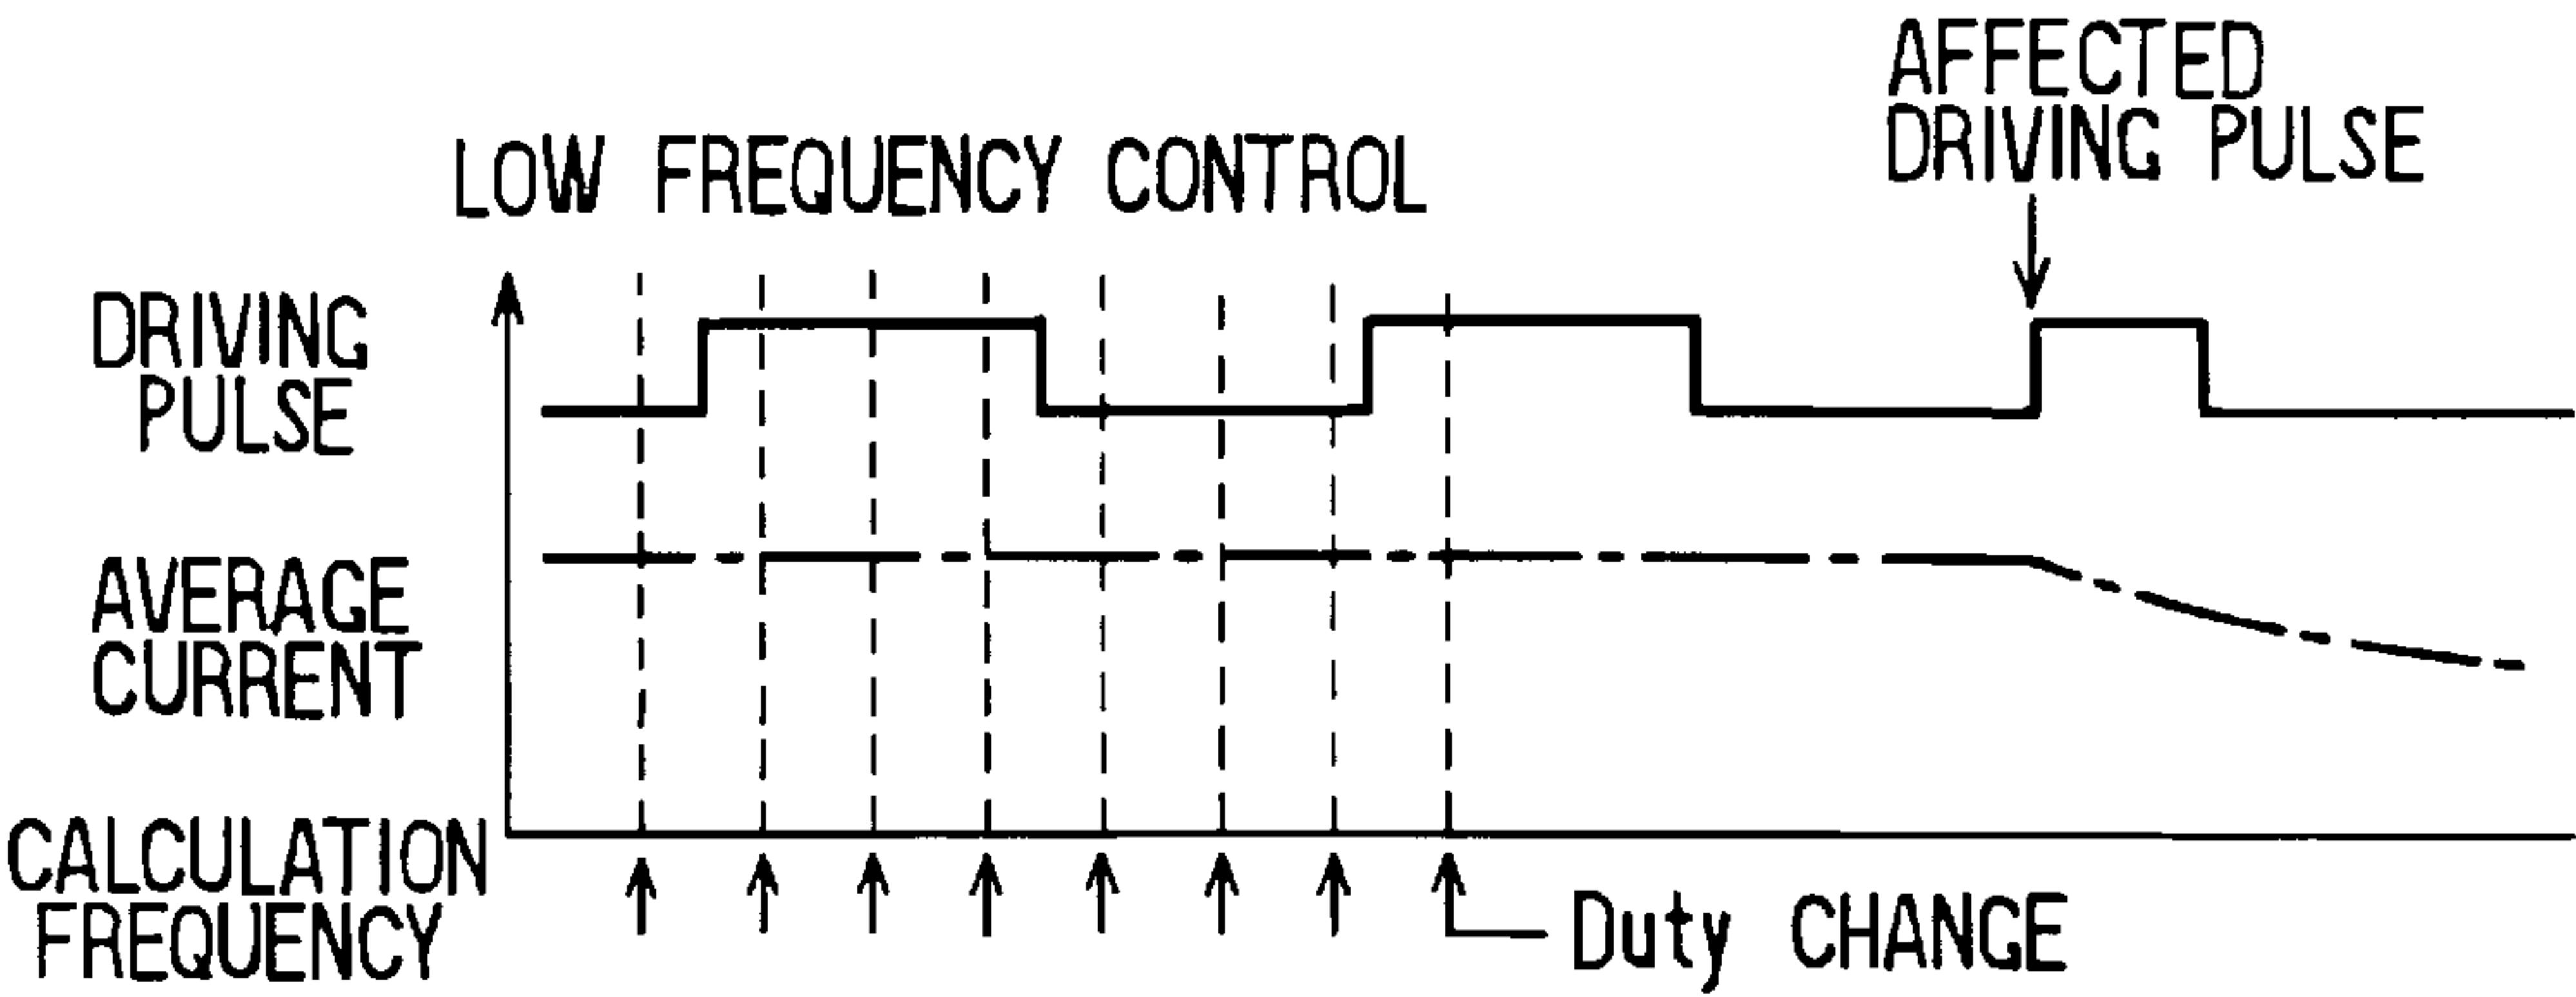 AFFECTED
DRIVING PULSE
LOW FREQUENCY CONTROL
DRIVING
PULSE
AVERAGE
CURRENT
CALCULATION
FREQUENCY
Duty CHANGE